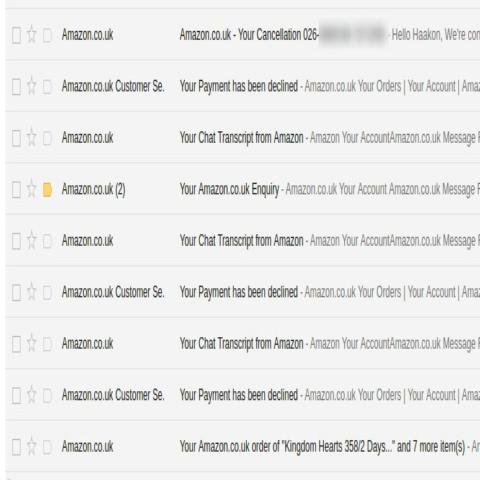 Amazon.co.uk Amazon.co.uk - Your Cancellation 026- - Hello Haakon, We're con
Amazon.co.uk Customer Se. Your Payment has been declined - Amazon.co.uk Your Orders | Your Account | Amaz
Amazon.co.uk Your Chat Transcript from Amazon - Amazon Your AccountAmazon.co.uk Message F
Amazon.co.uk (2) Your Amazon.co.uk Enquiry - Amazon.co.uk Your Account Amazon.co.uk Message F
Amazon.co.uk Your Chat Transcript from Amazon - Amazon Your AccountAmazon.co.uk Message F
Amazon.co.uk Customer Se. Your Payment has been declined - Amazon.co.uk Your Orders | Your Account | Amaz
Amazon.co.uk Your Chat Transcript from Amazon - Amazon Your AccountAmazon.co.uk Message F
Amazon.co.uk Customer Se. Your Payment has been declined - Amazon.co.uk Your Orders | Your Account | Amaz
Amazon.co.uk Your Amazon.co.uk order of "Kingdom Hearts 358/2 Days..." and 7 more item(s) - An